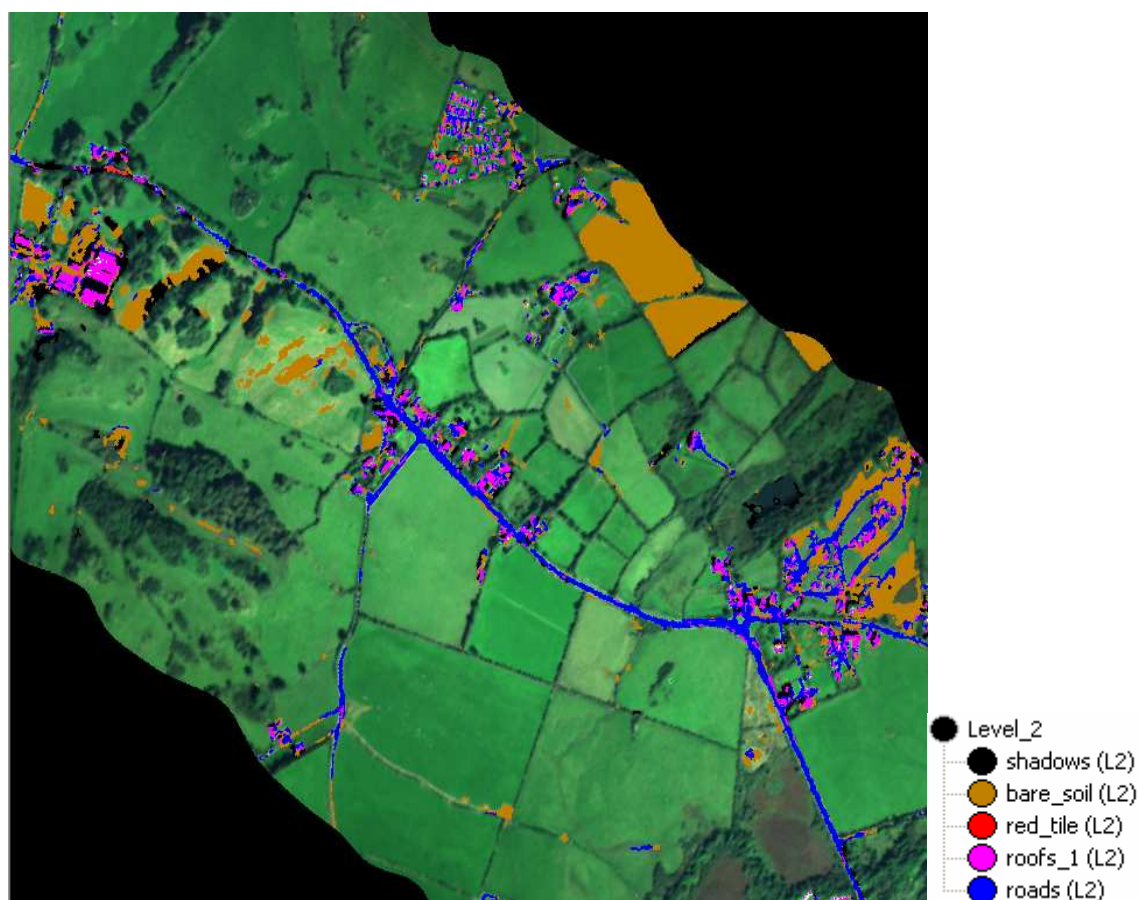 Level_2
shadows (L2)
bare_soil (L2)
red_tile (L2)
roofs_1 (L2)
roads (L2)